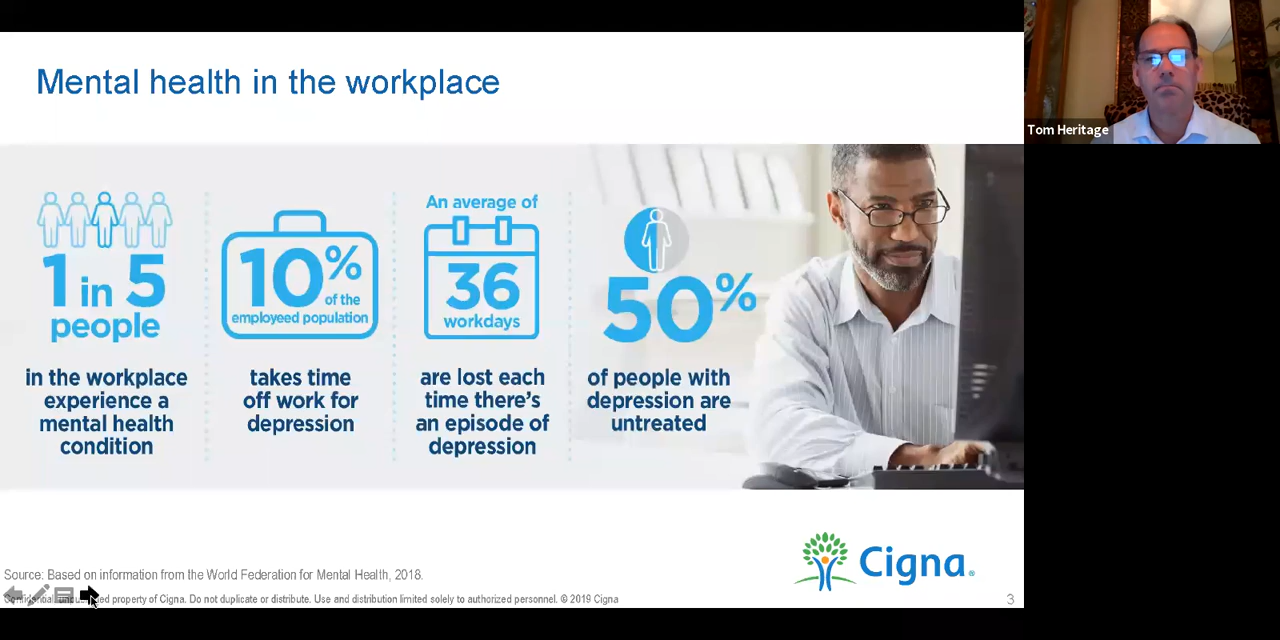 Mental health in the workplace
Tom Heritage
1 in 5
people
in the workplace
experience a
mental health
condition
10%
of the
employeed population
takes time
off work for
depression
An average of
36
workdays
are lost each
time there's
an episode of
depression
50%
of people with
depression are
untreated
Cigna®
Source: Based on information from the World Federation for Mental Health, 2018.
property of Cigna. Do not duplicate or distribute. Use and distribution limited solely to authorized personnel. © 2019 Cigna
3